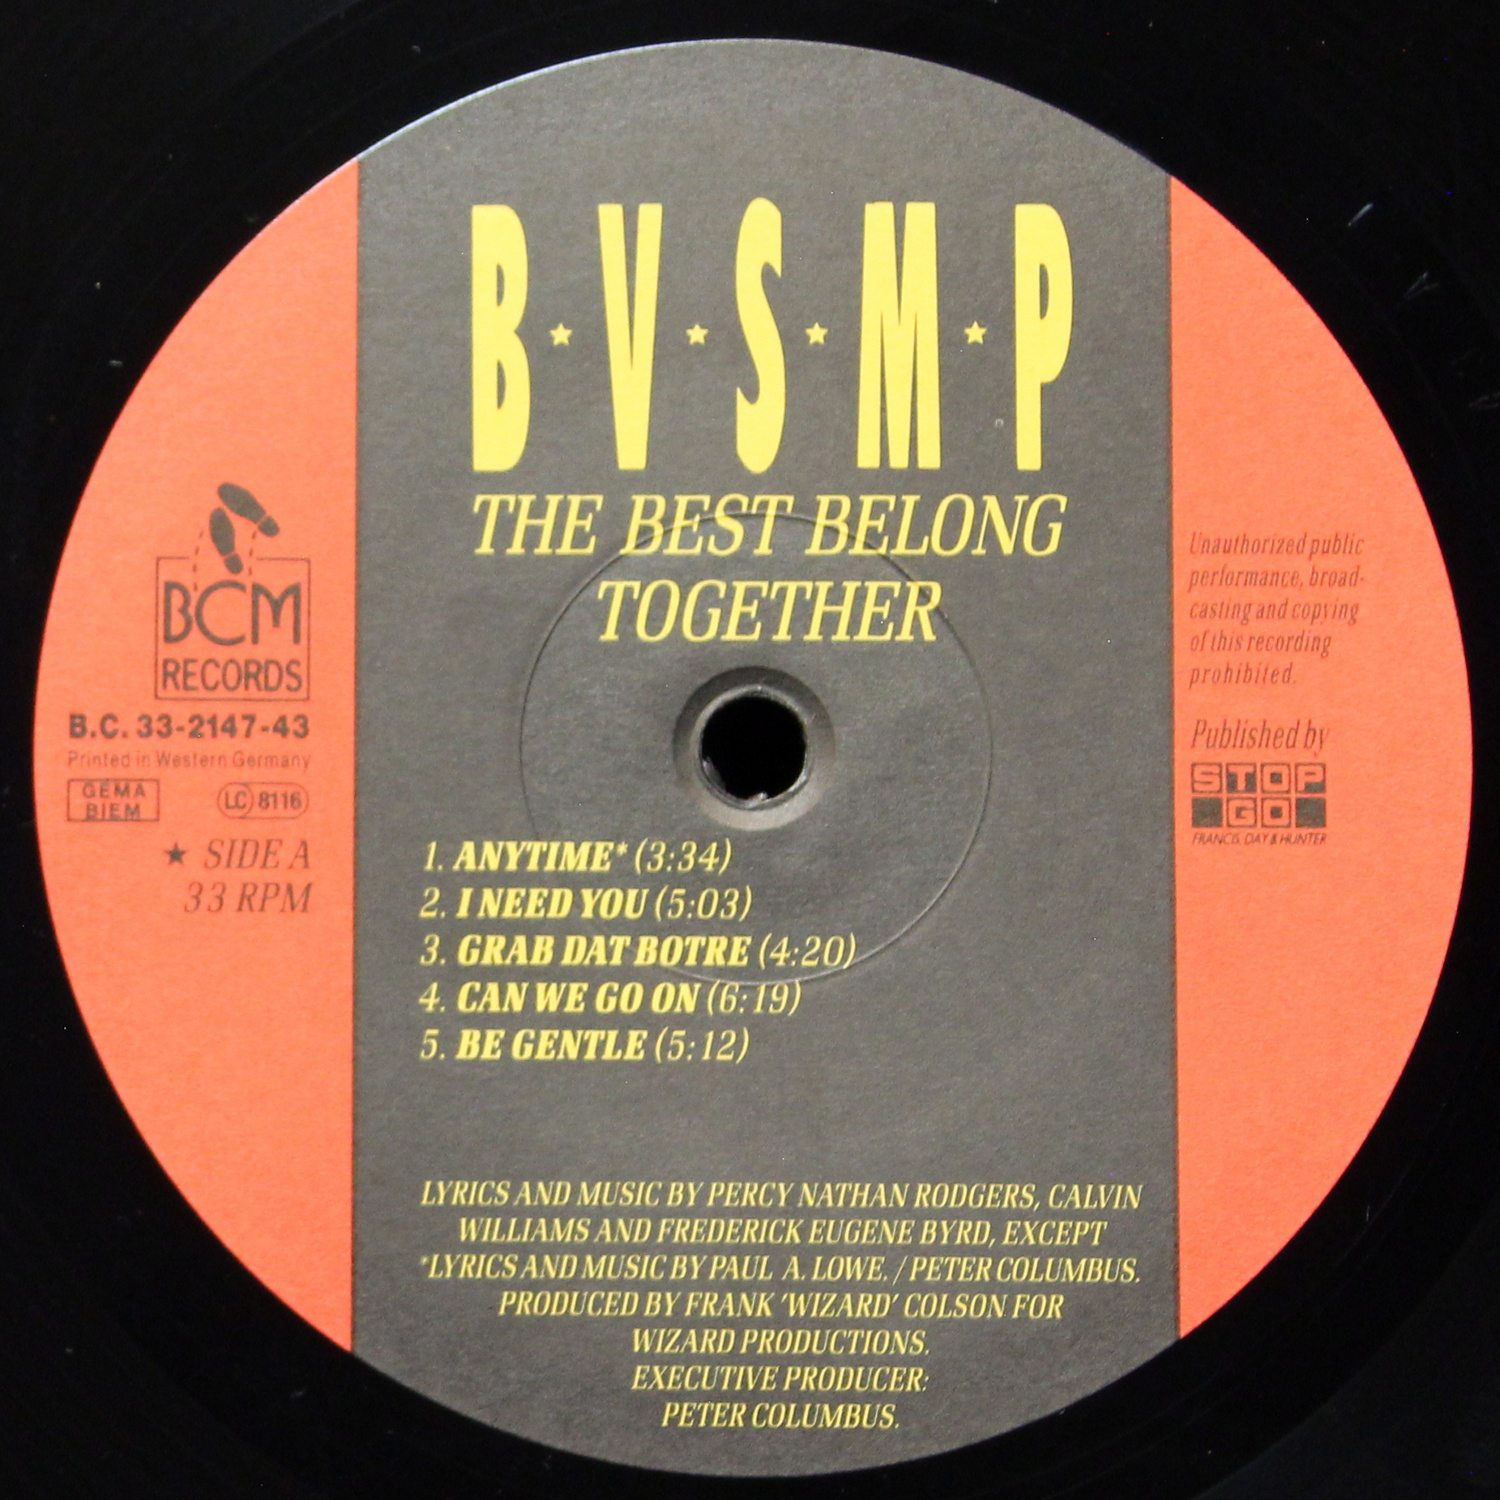 B★V★S★M★P
THE BEST BELONG
TOGETHER
BCM
RECORDS
B.C. 33-2147-43
Printed in Western Germany
GEMA
BIEM
LC 8116
★ SIDE A
33 RPM
Unauthorized public
performance, broad-
casting and copying
of this recording
prohibited.
Published by
STOP
GO
FRANCIS, DAY & HUNTER
1. ANYTIME* (3:34)
2. I NEED YOU (5:03)
3. GRAB DAT BOTRE (4:20)
4. CAN WE GO ON (6:19)
5. BE GENTLE (5:12)
LYRICS AND MUSIC BY PERCY NATHAN RODGERS, CALVIN
WILLIAMS AND FREDERICK EUGENE BYRD, EXCEPT
*LYRICS AND MUSIC BY PAUL A. LOWE. / PETER COLUMBUS.
PRODUCED BY FRANK 'WIZARD' COLSON FOR
WIZARD PRODUCTIONS.
EXECUTIVE PRODUCER:
PETER COLUMBUS.